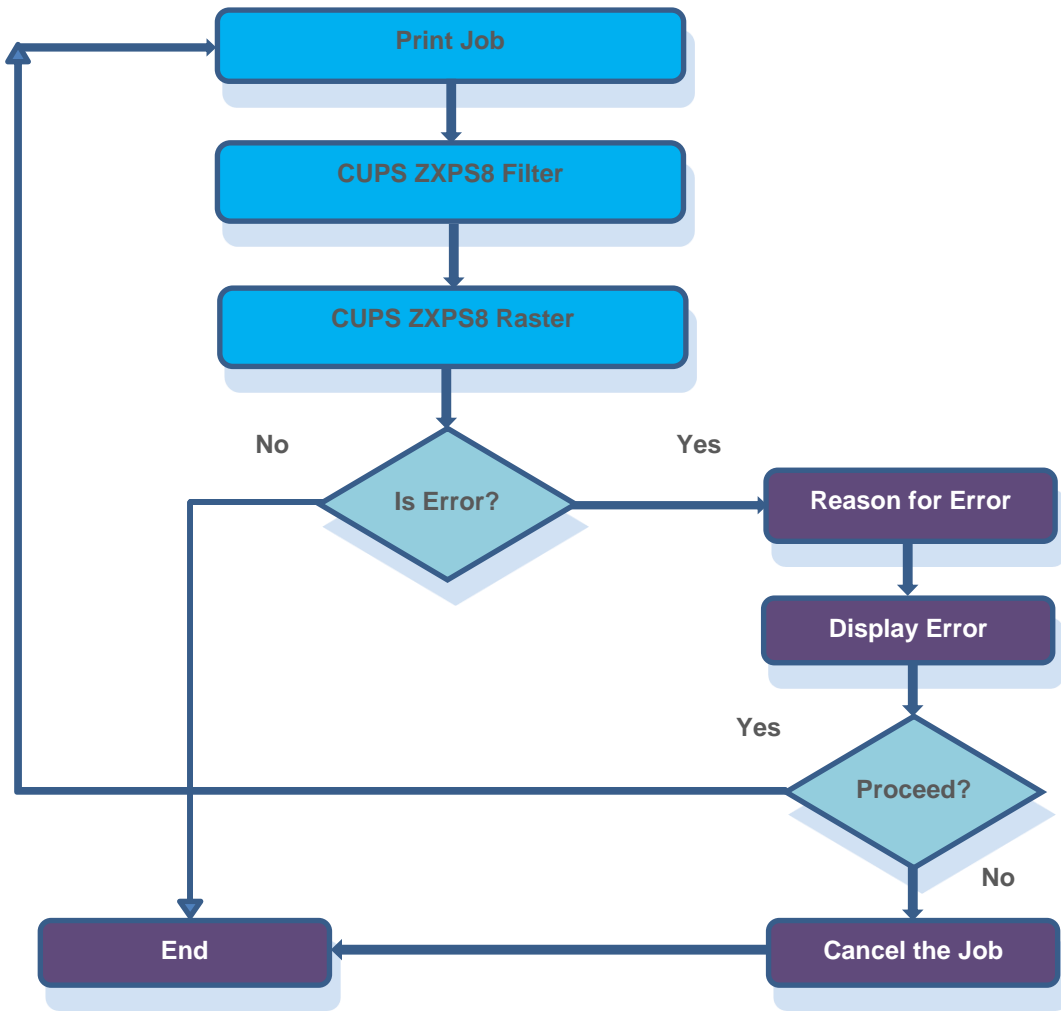 Print Job
CUPS ZXPS8 Filter
CUPS ZXPS8 Raster
No
Yes
Is Error?
Reason for Error
Display Error
Yes
Proceed?
No
End
Cancel the Job